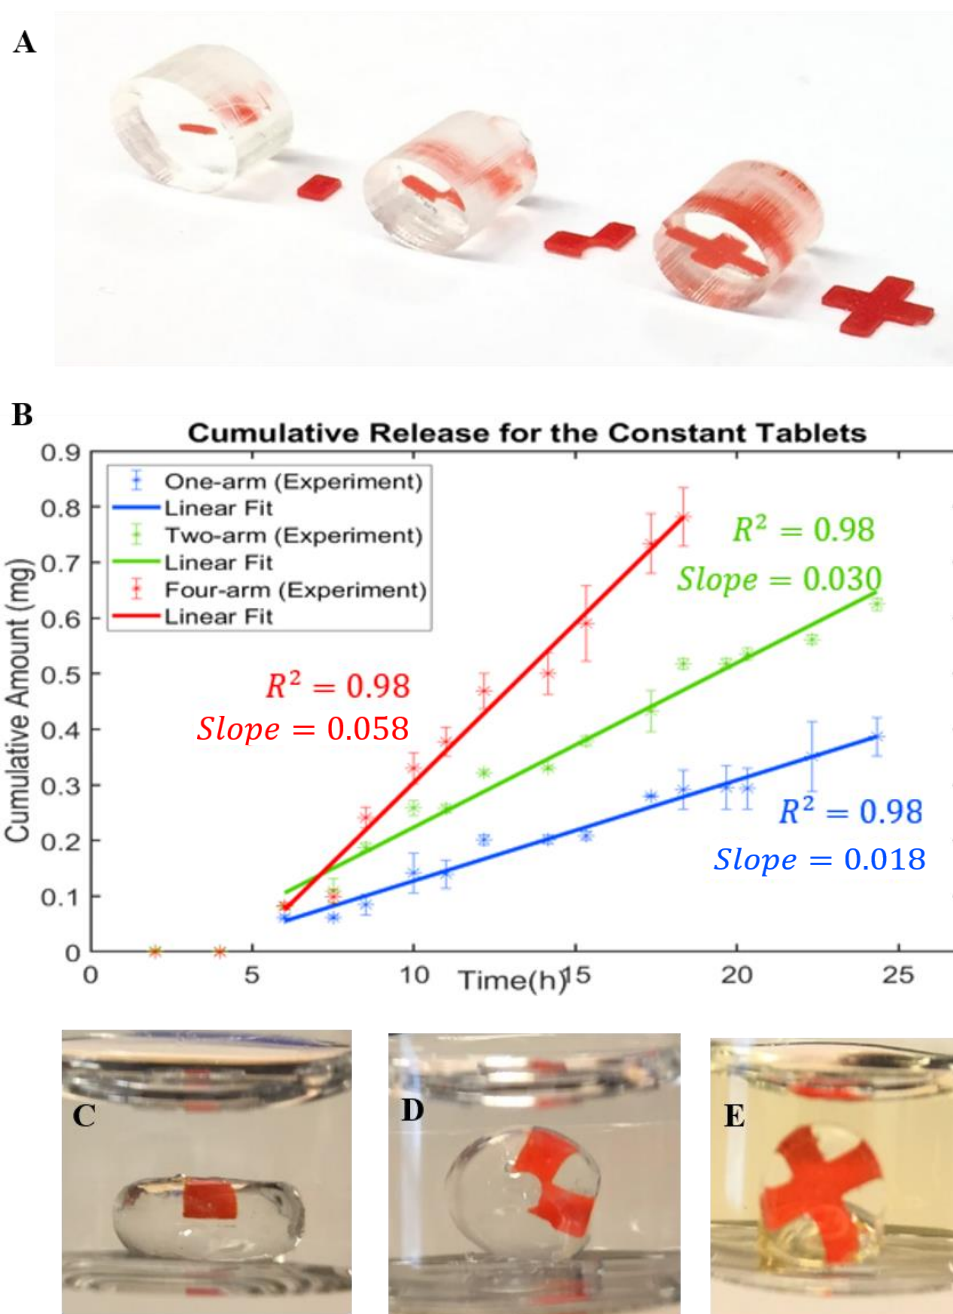 A
B
Cumulative Release for the Constant Tablets
Cumulative Amount (mg)
0.9
0.8
0.7
0.6
0.5
0.4
0.3
0.2
0.1
0
One-arm (Experiment)
Linear Fit
Two-arm (Experiment)
Linear Fit
Four-arm (Experiment)
Linear Fit
R² = 0.98
Slope = 0.030
R² = 0.98
Slope = 0.058
R² = 0.98
Slope = 0.018
0 5 10 15 20 25
Time(h)
C
D
E